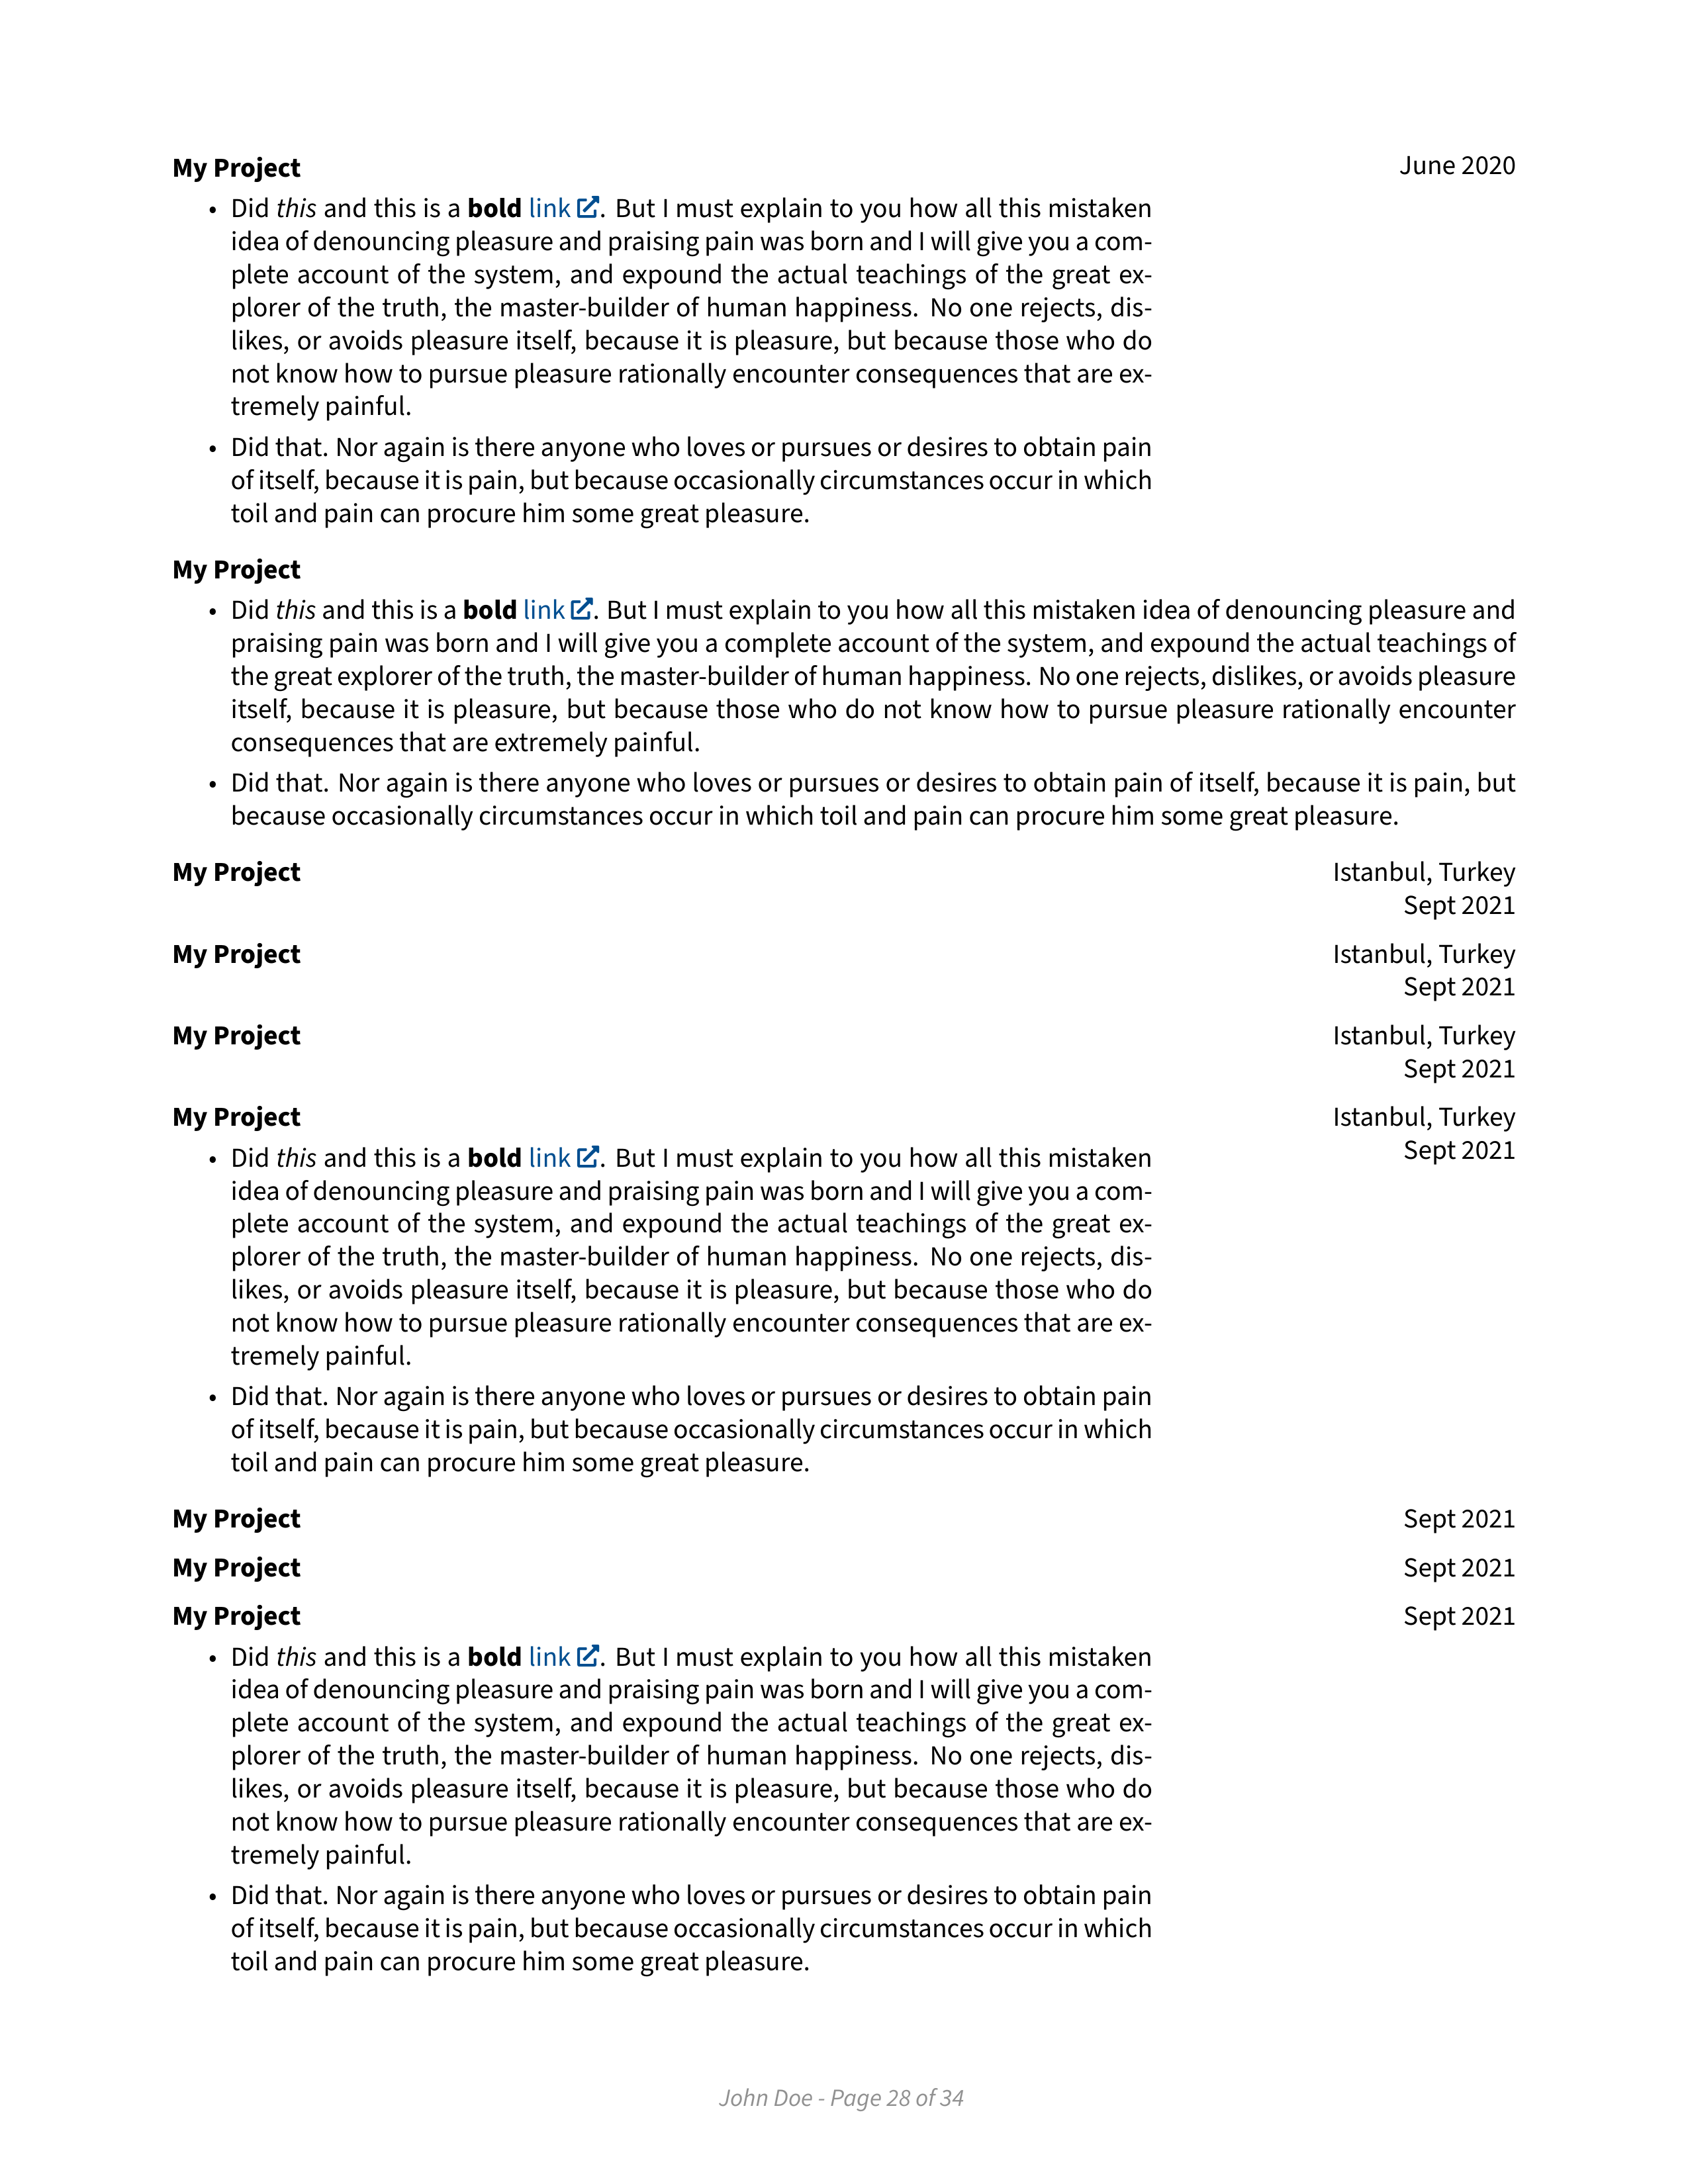 My Project June 2020
• Did this and this is a bold link. But I must explain to you how all this mistaken
idea of denouncing pleasure and praising pain was born and I will give you a com-
plete account of the system, and expound the actual teachings of the great ex-
plorer of the truth, the master-builder of human happiness. No one rejects, dis-
likes, or avoids pleasure itself, because it is pleasure, but because those who do
not know how to pursue pleasure rationally encounter consequences that are ex-
tremely painful.
• Did that. Nor again is there anyone who loves or pursues or desires to obtain pain
of itself, because it is pain, but because occasionally circumstances occur in which
toil and pain can procure him some great pleasure.
My Project
• Did this and this is a bold link. But I must explain to you how all this mistaken idea of denouncing pleasure and
praising pain was born and I will give you a complete account of the system, and expound the actual teachings of
the great explorer of the truth, the master-builder of human happiness. No one rejects, dislikes, or avoids pleasure
itself, because it is pleasure, but because those who do not know how to pursue pleasure rationally encounter
consequences that are extremely painful.
• Did that. Nor again is there anyone who loves or pursues or desires to obtain pain of itself, because it is pain, but
because occasionally circumstances occur in which toil and pain can procure him some great pleasure.
My Project Istanbul, Turkey
Sept 2021
My Project Istanbul, Turkey
Sept 2021
My Project Istanbul, Turkey
Sept 2021
My Project Istanbul, Turkey
Sept 2021
• Did this and this is a bold link. But I must explain to you how all this mistaken
idea of denouncing pleasure and praising pain was born and I will give you a com-
plete account of the system, and expound the actual teachings of the great ex-
plorer of the truth, the master-builder of human happiness. No one rejects, dis-
likes, or avoids pleasure itself, because it is pleasure, but because those who do
not know how to pursue pleasure rationally encounter consequences that are ex-
tremely painful.
• Did that. Nor again is there anyone who loves or pursues or desires to obtain pain
of itself, because it is pain, but because occasionally circumstances occur in which
toil and pain can procure him some great pleasure.
My Project Sept 2021
My Project Sept 2021
My Project Sept 2021
• Did this and this is a bold link. But I must explain to you how all this mistaken
idea of denouncing pleasure and praising pain was born and I will give you a com-
plete account of the system, and expound the actual teachings of the great ex-
plorer of the truth, the master-builder of human happiness. No one rejects, dis-
likes, or avoids pleasure itself, because it is pleasure, but because those who do
not know how to pursue pleasure rationally encounter consequences that are ex-
tremely painful.
• Did that. Nor again is there anyone who loves or pursues or desires to obtain pain
of itself, because it is pain, but because occasionally circumstances occur in which
toil and pain can procure him some great pleasure.
John Doe - Page 28 of 34